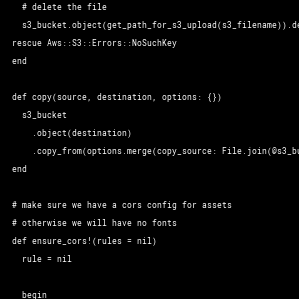 # delete the file
s3_bucket.object(get_path_for_s3_upload(s3_filename)).de
rescue Aws::S3::Errors::NoSuchKey
end
def copy(source, destination, options: {})
s3_bucket
.object(destination)
.copy_from(options.merge(copy_source: File.join(@s3_bu
end
# make sure we have a cors config for assets
# otherwise we will have no fonts
def ensure_cors!(rules = nil)
rule = nil
begin